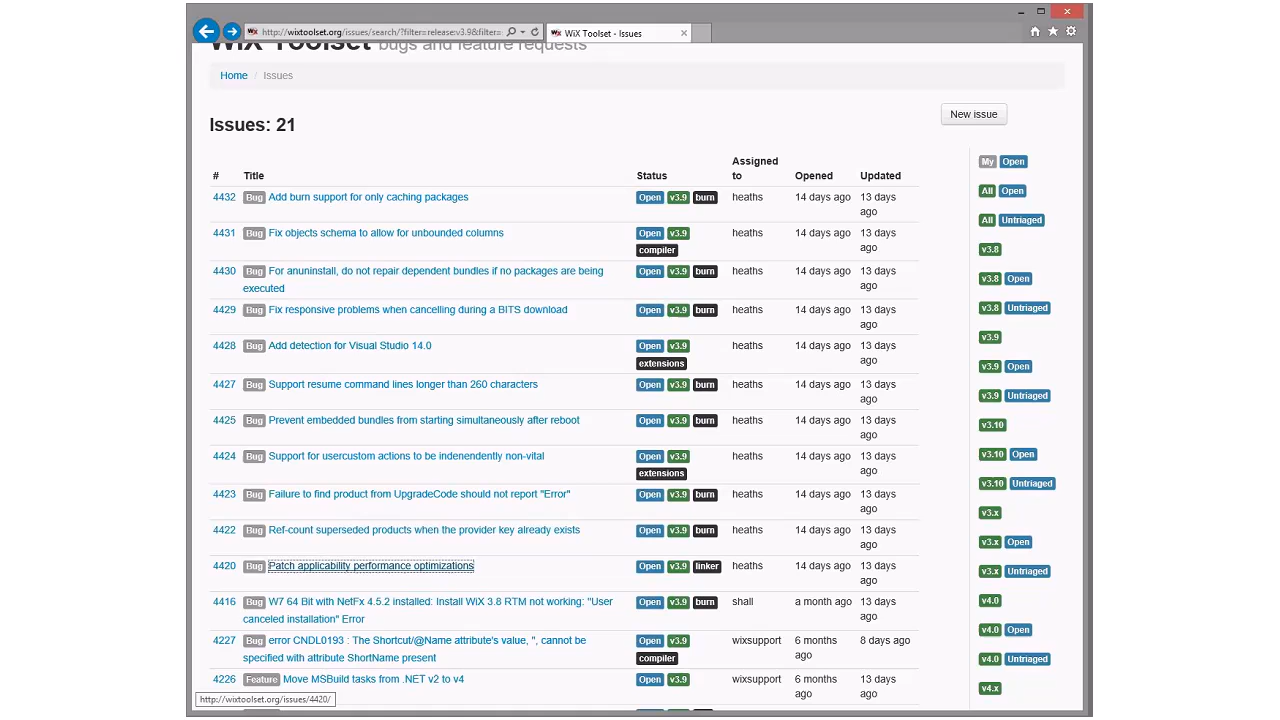 http://wixtoolset.org/issues/search/?filter=release:v3.9&filter=
WiX Toolset - Issues
WiX Toolset bugs and feature requests
Home / Issues
Issues: 21
New issue
# Title Status Assigned to Opened Updated
4432 Bug Add burn support for only caching packages Open v3.9 burn heaths 14 days ago 13 days ago
4431 Bug Fix objects schema to allow for unbounded columns Open v3.9 compiler heaths 14 days ago 13 days ago
4430 Bug For anuninstall, do not repair dependent bundles if no packages are being executed Open v3.9 burn heaths 14 days ago 13 days ago
4429 Bug Fix responsive problems when cancelling during a BITS download Open v3.9 burn heaths 14 days ago 13 days ago
4428 Bug Add detection for Visual Studio 14.0 Open v3.9 extensions heaths 14 days ago 13 days ago
4427 Bug Support resume command lines longer than 260 characters Open v3.9 burn heaths 14 days ago 13 days ago
4425 Bug Prevent embedded bundles from starting simultaneously after reboot Open v3.9 burn heaths 14 days ago 13 days ago
4424 Bug Support for usercustom actions to be indenendently non-vital Open v3.9 extensions heaths 14 days ago 13 days ago
4423 Bug Failure to find product from UpgradeCode should not report "Error" Open v3.9 burn heaths 14 days ago 13 days ago
4422 Bug Ref-count superseded products when the provider key already exists Open v3.9 burn heaths 14 days ago 13 days ago
4420 Bug Patch applicability performance optimizations Open v3.9 linker heaths 14 days ago 13 days ago
4416 Bug W7 64 Bit with NetFx 4.5.2 installed: Install WiX 3.8 RTM not working: "User canceled installation" Error Open v3.9 burn shall a month ago 13 days ago
4227 Bug error CNDL0193 : The Shortcut/@Name attribute's value, '', cannot be specified with attribute ShortName present Open v3.9 compiler wixsupport 6 months ago 8 days ago
4226 Feature Move MSBuild tasks from .NET v2 to v4 Open v3.9 wixsupport 6 months ago 13 days ago
My Open
All Open
All Untriaged
v3.8
v3.8 Open
v3.8 Untriaged
v3.9
v3.9 Open
v3.9 Untriaged
v3.10
v3.10 Open
v3.10 Untriaged
v3.x
v3.x Open
v3.x Untriaged
v4.0
v4.0 Open
v4.0 Untriaged
v4.x
http://wixtoolset.org/issues/4420/